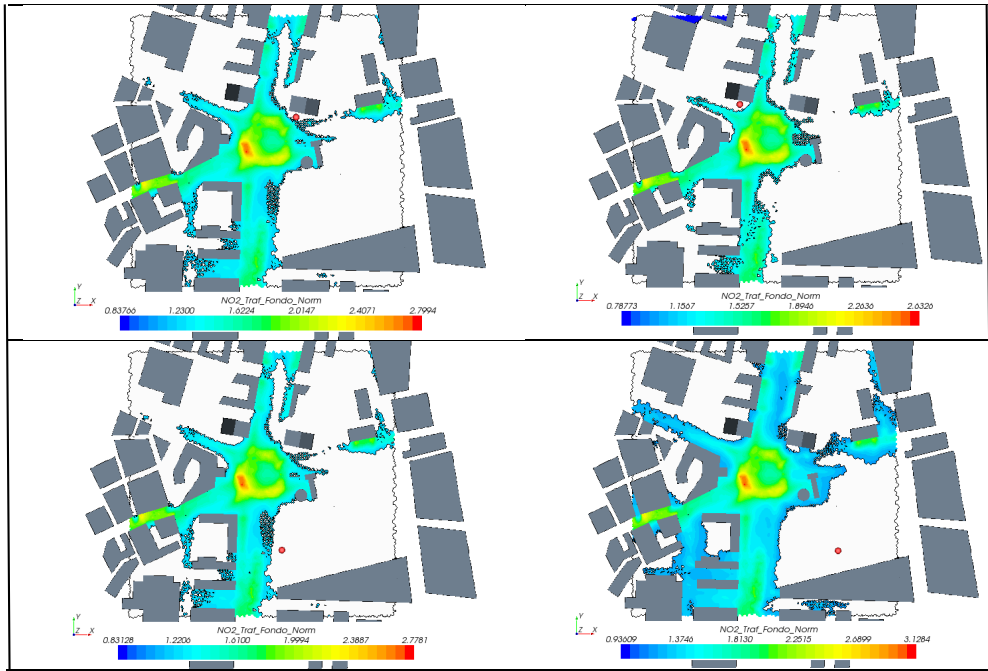 Y
Z X
NO2_Traf_Fondo_Norm
0.83766 1.2300 1.6224 2.0147 2.4071 2.7994
Y
Z X
NO2_Traf_Fondo_Norm
0.78773 1.1567 1.5257 1.8946 2.2636 2.6326
Y
Z X
NO2_Traf_Fondo_Norm
0.83128 1.2206 1.6100 1.9994 2.3887 2.7781
Y
Z X
NO2_Traf_Fondo_Norm
0.93609 1.3746 1.8130 2.2515 2.6899 3.1284